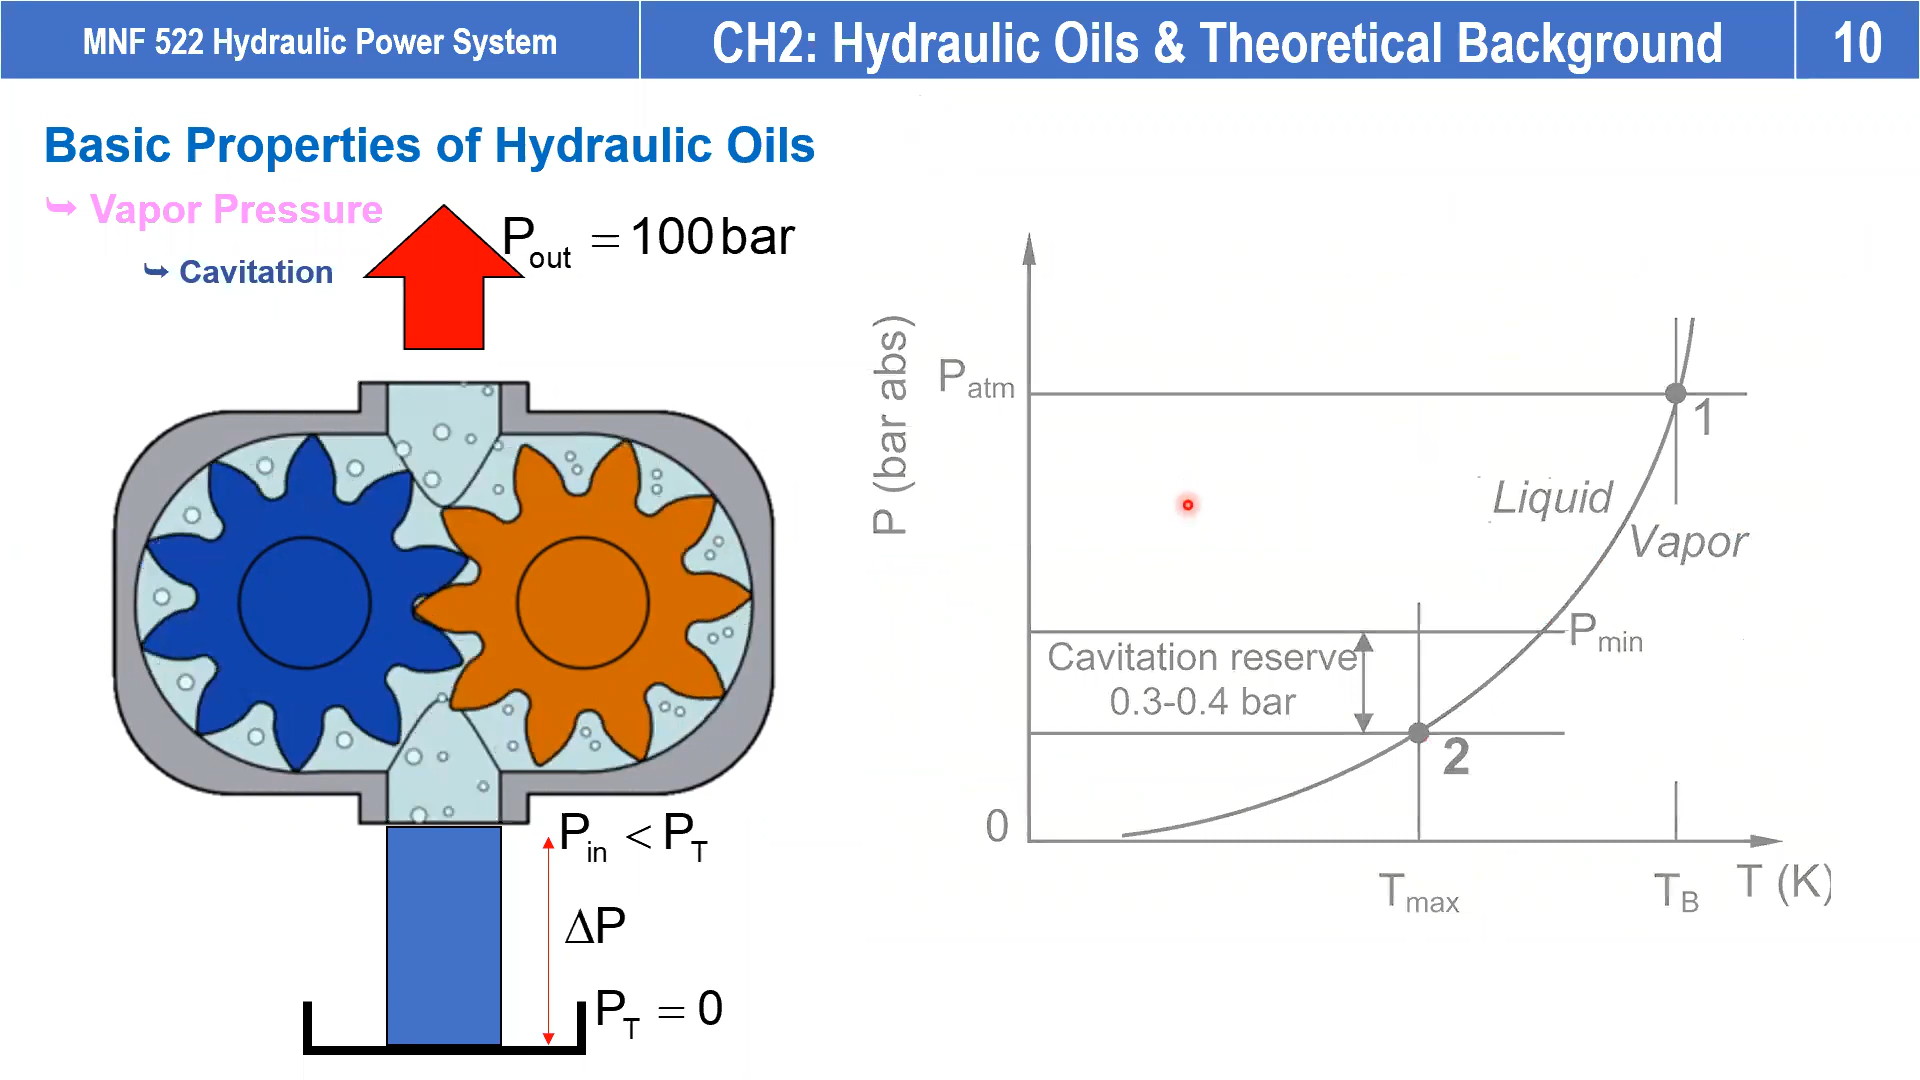 MNF 522 Hydraulic Power System
CH2: Hydraulic Oils & Theoretical Background
10
Basic Properties of Hydraulic Oils
⮩ Vapor Pressure
⮩ Cavitation
Pout = 100 bar
Pin < PT
ΔP
PT = 0
P (bar abs)
Patm
1
Liquid
Vapor
Pmin
Cavitation reserve
0.3-0.4 bar
2
0
Tmax
TB
T (K)